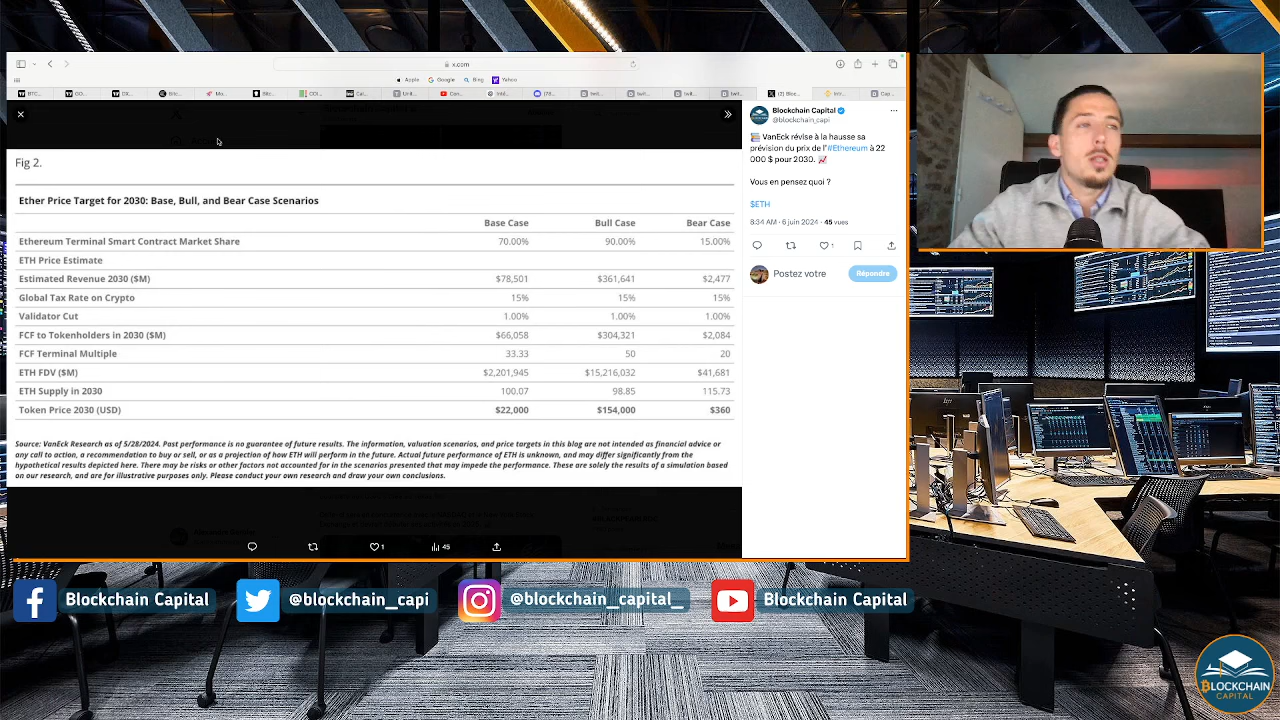 x.com
Apple
Google
Bing
Yahoo
Fig 2.
Ether Price Target for 2030: Base, Bull, and Bear Case Scenarios
Base Case Bull Case Bear Case
Ethereum Terminal Smart Contract Market Share 70.00% 90.00% 15.00%
ETH Price Estimate
Estimated Revenue 2030 ($M) $78,501 $361,641 $2,477
Global Tax Rate on Crypto 15% 15% 15%
Validator Cut 1.00% 1.00% 1.00%
FCF to Tokenholders in 2030 ($M) $66,058 $304,321 $2,084
FCF Terminal Multiple 33.33 50 20
ETH FDV ($M) $2,201,945 $15,216,032 $41,681
ETH Supply in 2030 100.07 98.85 115.73
Token Price 2030 (USD) $22,000 $154,000 $360
Source: VanEck Research as of 5/28/2024. Past performance is no guarantee of future results. The information, valuation scenarios, and price targets in this blog are not intended as financial advice or
any call to action, a recommendation to buy or sell, or as a projection of how ETH will perform in the future. Actual future performance of ETH is unknown, and may differ significantly from the
hypothetical results depicted here. There may be risks or other factors not accounted for in the scenarios presented that may impede the performance. These are solely the results of a simulation based
on our research, and are for illustrative purposes only. Please conduct your own research and draw your own conclusions.
1
45
Blockchain Capital
@blockchain_capi
VanEck révise à la hausse sa
prévision du prix de l'#Ethereum à 22
000 $ pour 2030.
Vous en pensez quoi ?
$ETH
8:34 AM · 6 juin 2024 · 45 vues
1
Postez votre
Répondre
Blockchain Capital
@blockchain_capi
@blockchain_capital_
Blockchain Capital
BLOCKCHAIN
CAPITAL